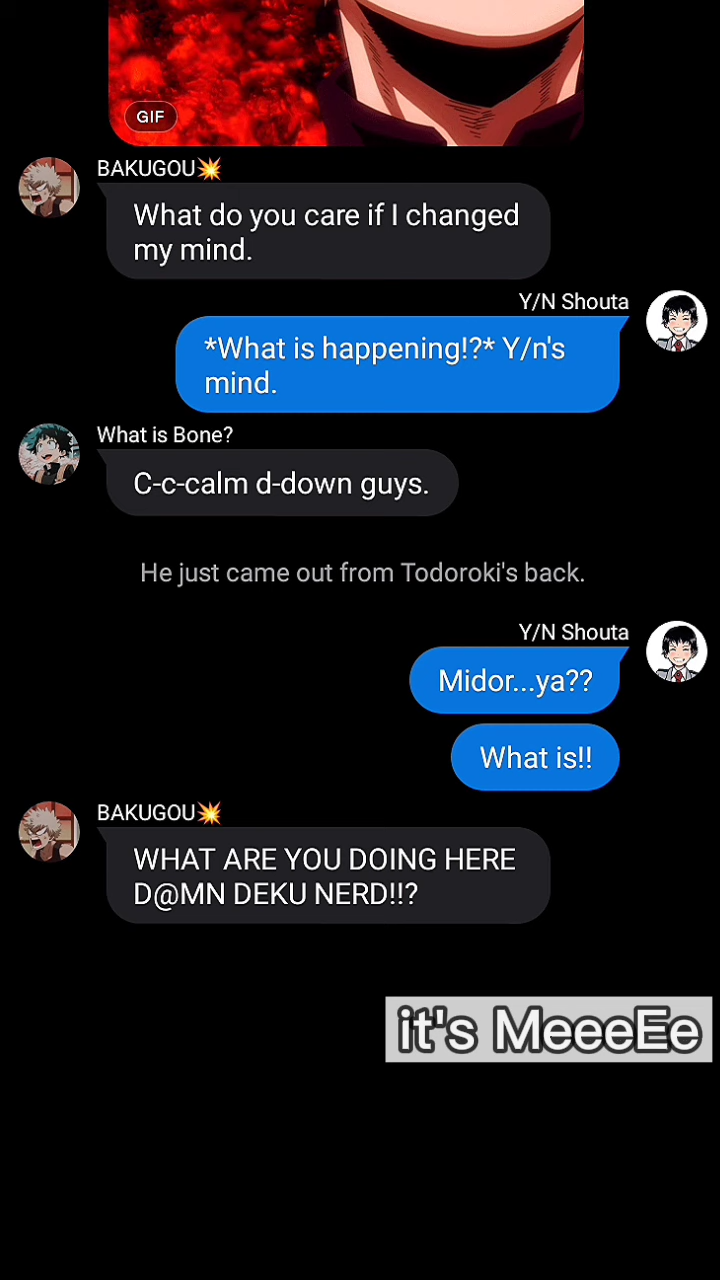 GIF
BAKUGOU💥
What do you care if I changed
my mind.
Y/N Shouta
*What is happening!?* Y/n's
mind.
What is Bone?
C-c-calm d-down guys.
He just came out from Todoroki's back.
Y/N Shouta
Midor...ya??
What is!!
BAKUGOU💥
WHAT ARE YOU DOING HERE
D@MN DEKU NERD!!?
it's MeeeEe